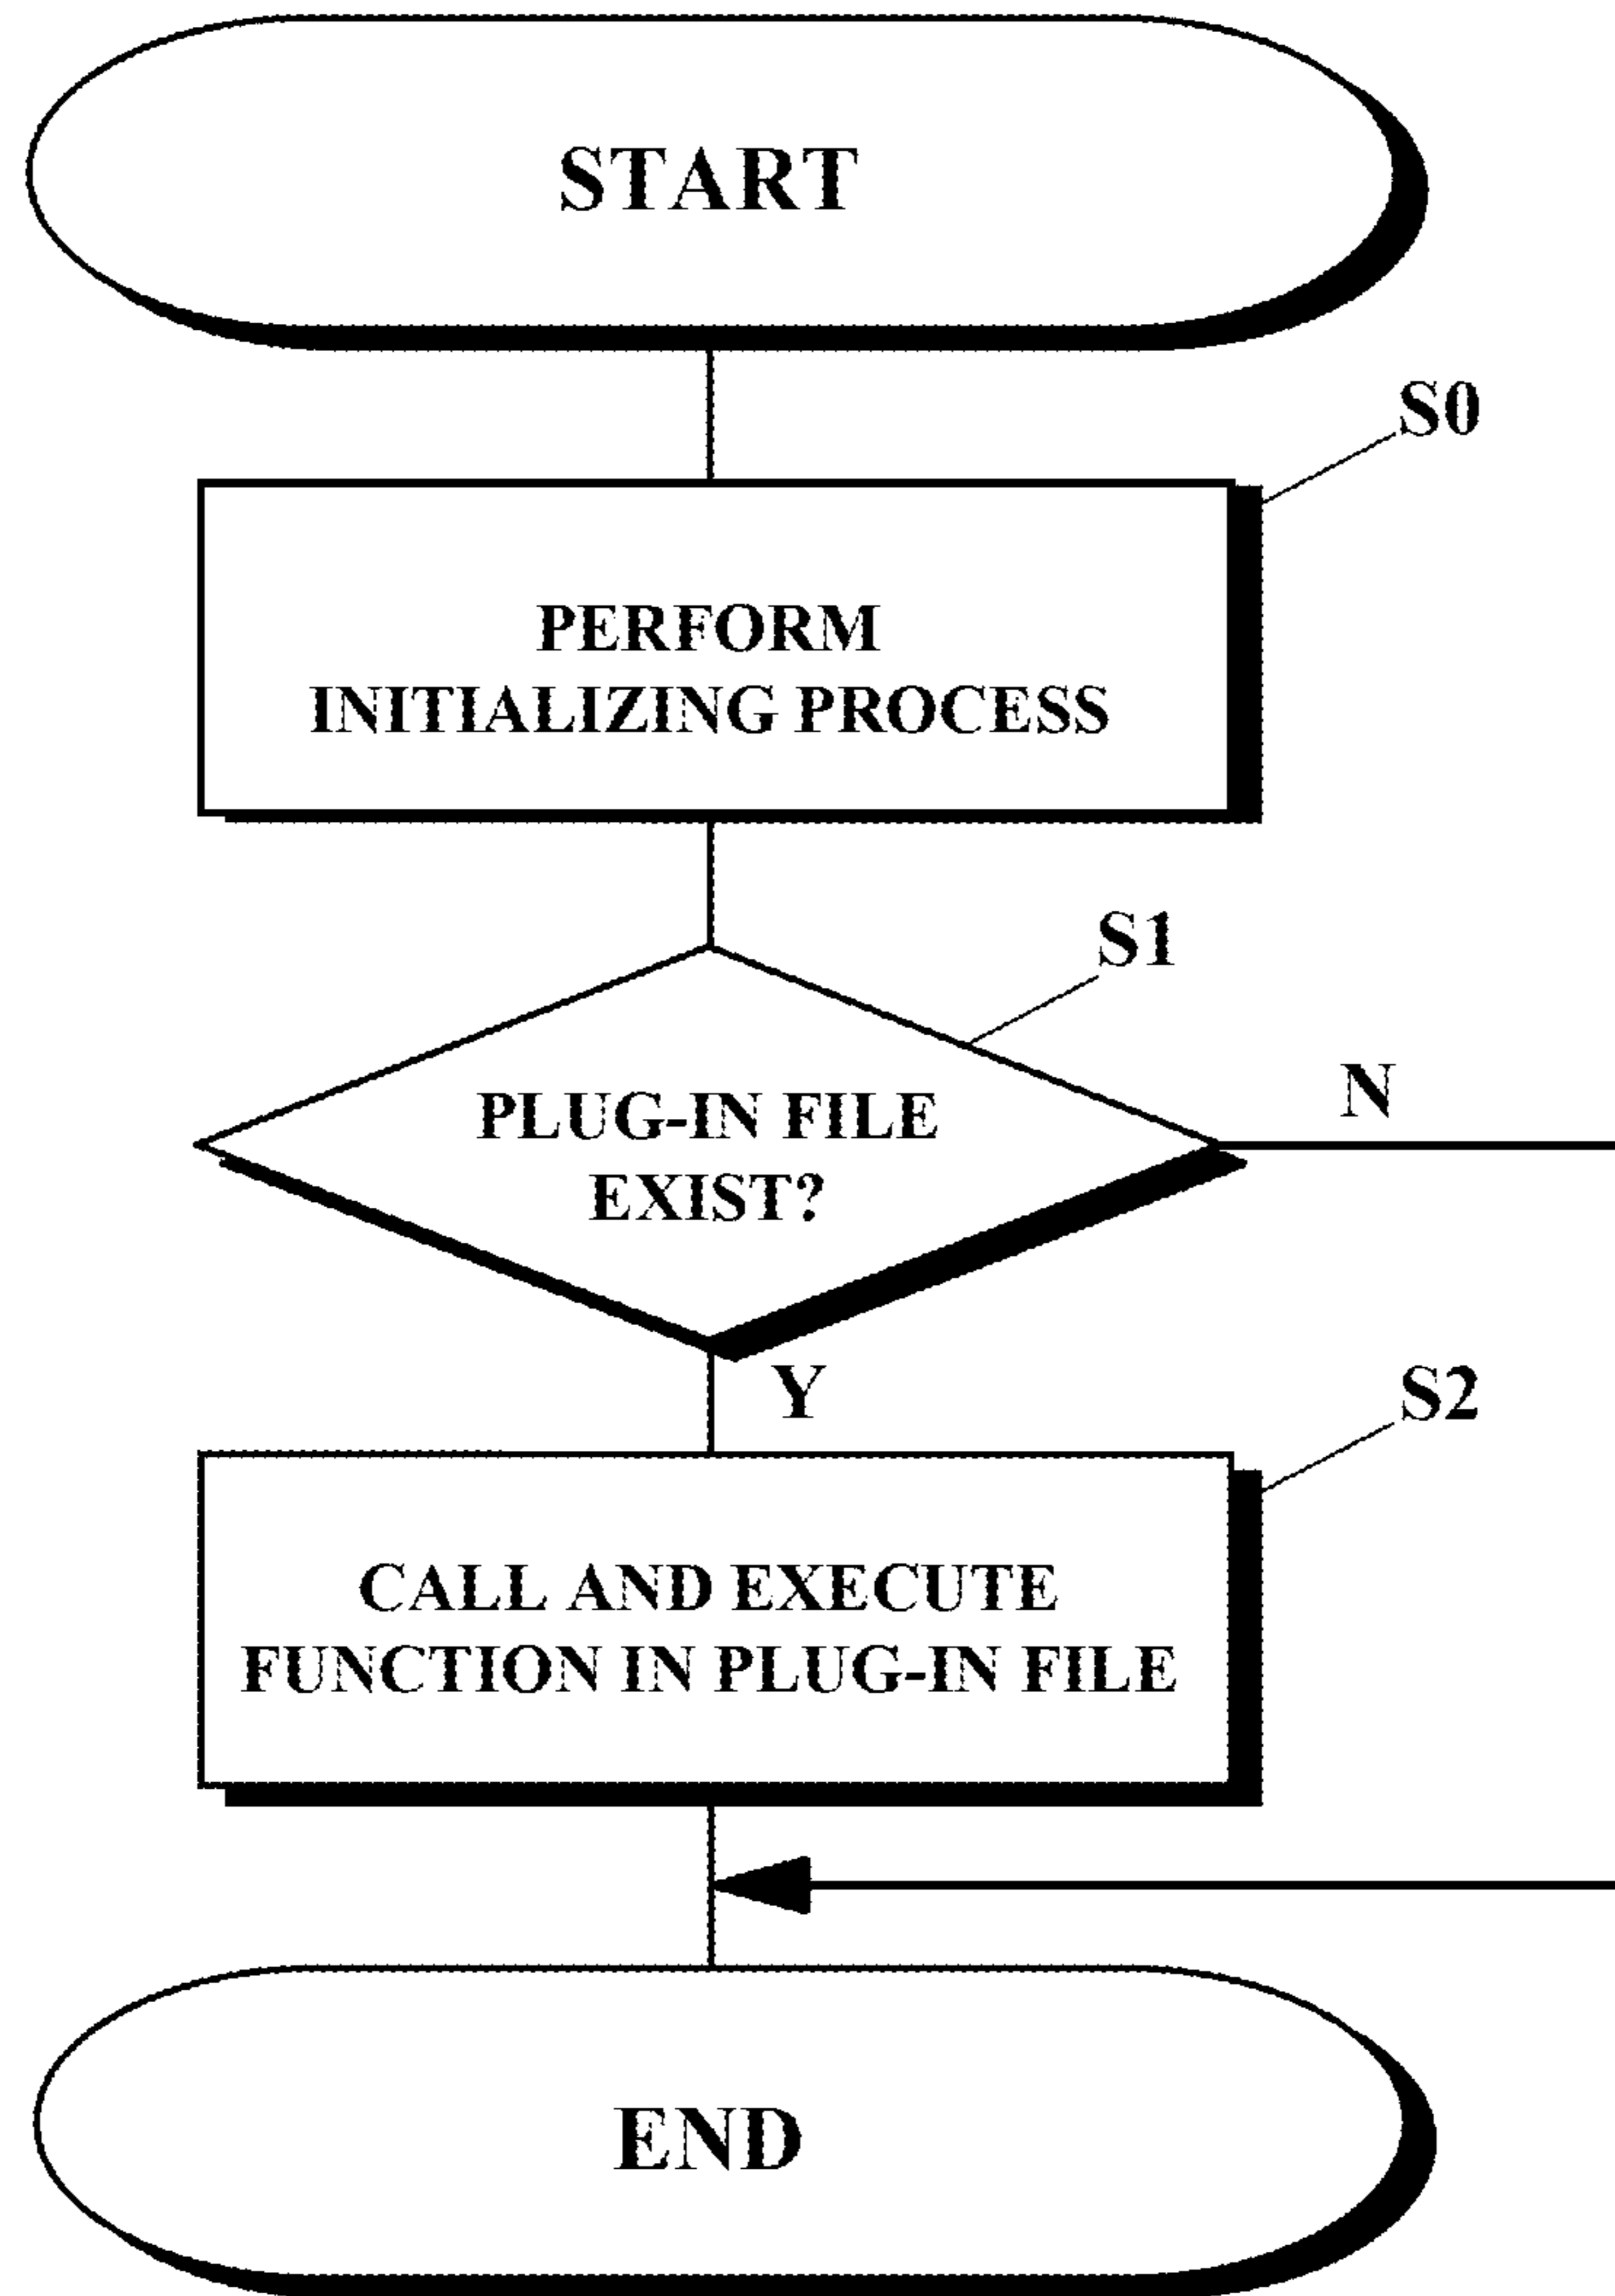 START
S0
PERFORM
INITIALIZING PROCESS
S1
PLUG-IN FILE
EXIST?
N
Y
S2
CALL AND EXECUTE
FUNCTION IN PLUG-IN FILE
END